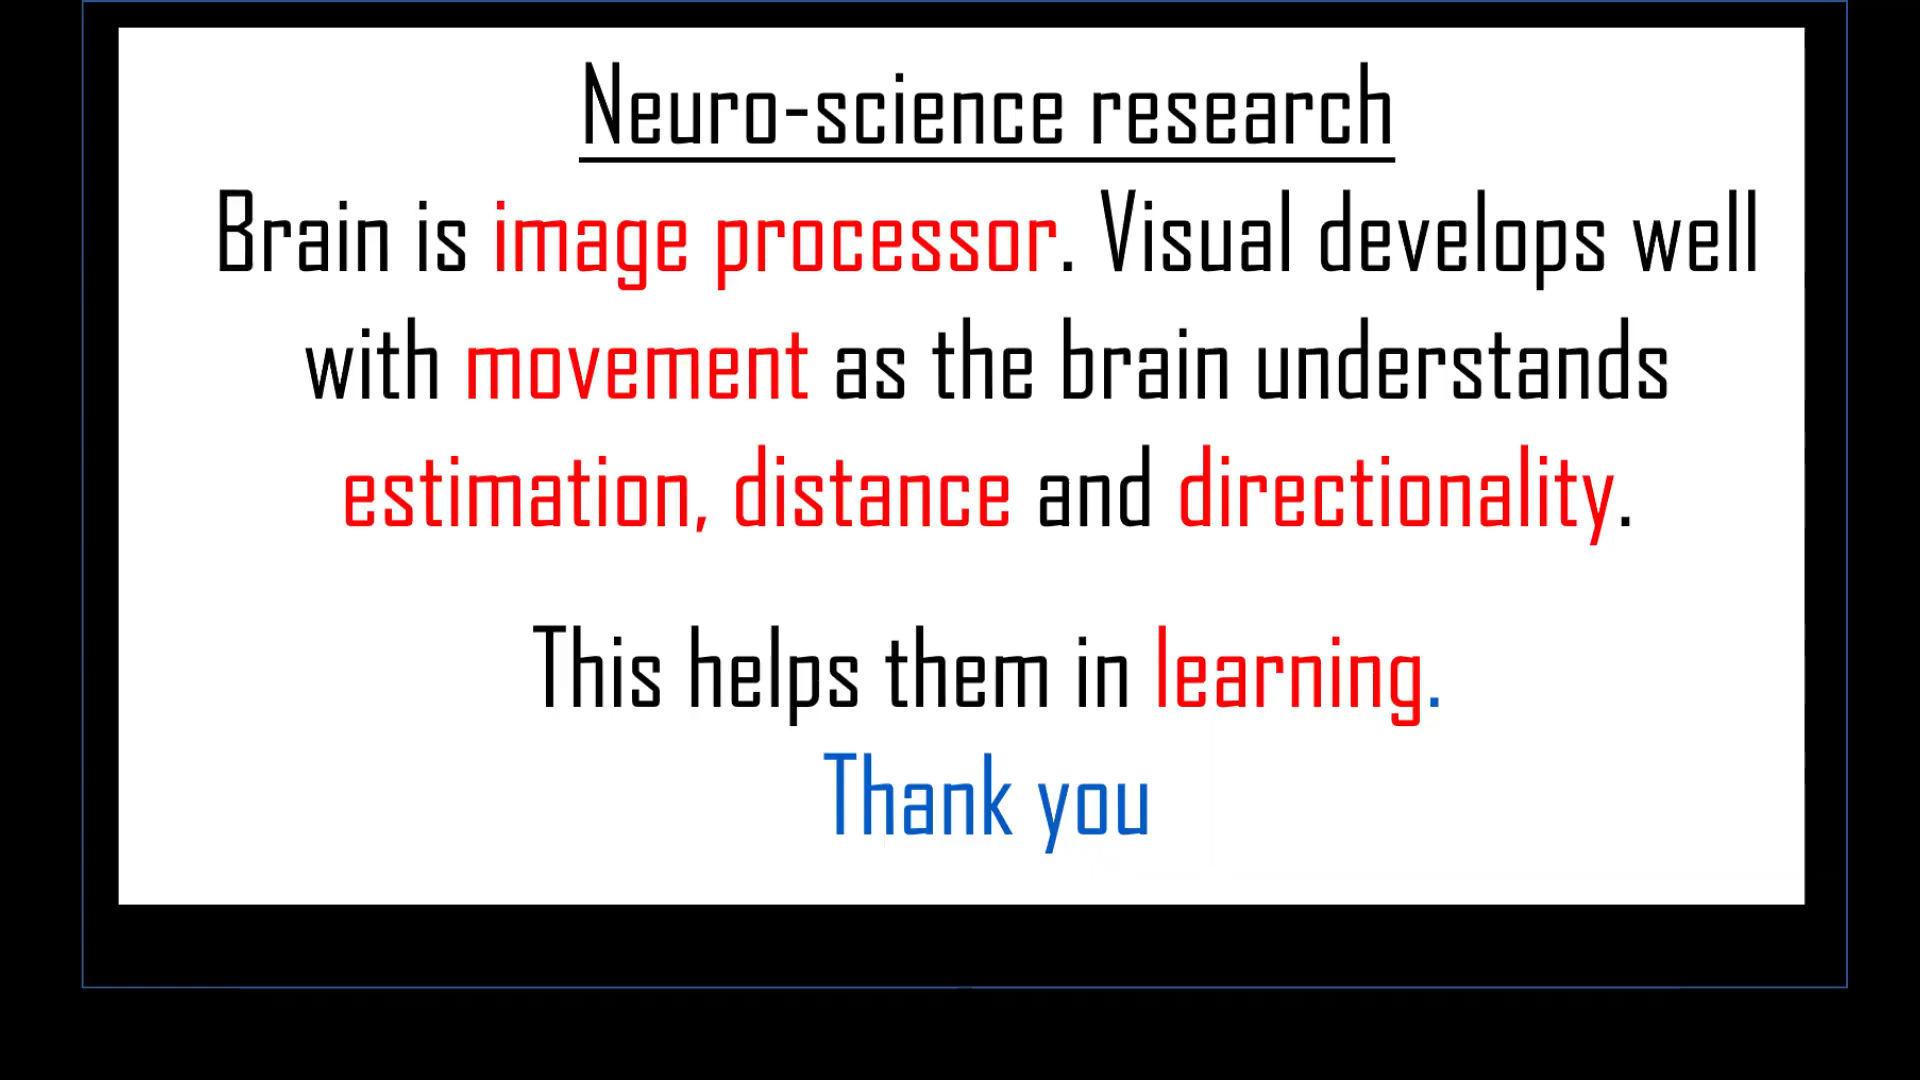 Neuro-science research
Brain is image processor. Visual develops well
with movement as the brain understands
estimation, distance and directionality.
This helps them in learning.
Thank you